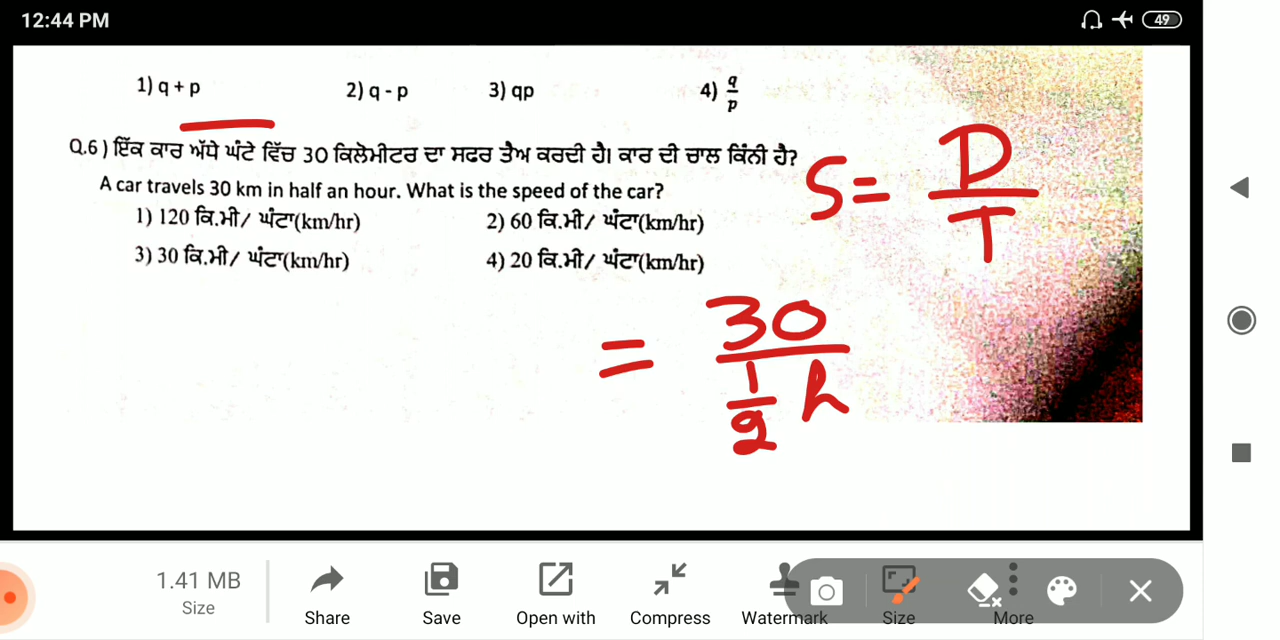 12:44 PM 49
1) q + p 2) q - p 3) qp 4) q/p
Q.6) ਇੱਕ ਕਾਰ ਅੱਧੇ ਘੰਟੇ ਵਿੱਚ 30 ਕਿਲੋਮੀਟਰ ਦਾ ਸਫਰ ਤੈਅ ਕਰਦੀ ਹੈ। ਕਾਰ ਦੀ ਚਾਲ ਕਿੰਨੀ ਹੈ?
A car travels 30 km in half an hour. What is the speed of the car?
1) 120 ਕਿ.ਮੀ/ ਘੰਟਾ(km/hr) 2) 60 ਕਿ.ਮੀ/ ਘੰਟਾ(km/hr)
3) 30 ਕਿ.ਮੀ/ ਘੰਟਾ(km/hr) 4) 20 ਕਿ.ਮੀ/ ਘੰਟਾ(km/hr)
S = D/T
= 30/(1/2 h)
1.41 MB
Size Share Save Open with Compress Watermark Size More